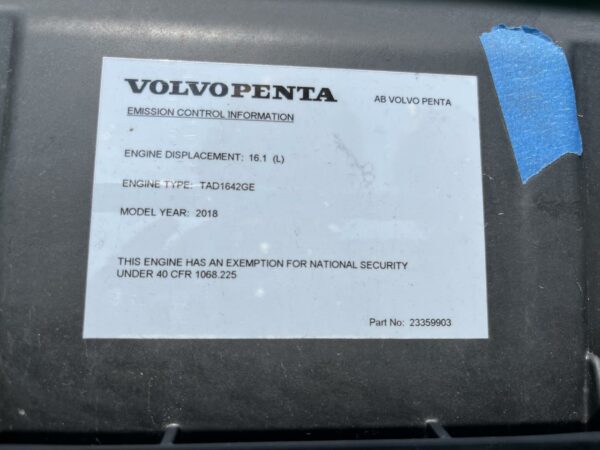 VOLVO PENTA
AB VOLVO PENTA
EMISSION CONTROL INFORMATION
ENGINE DISPLACEMENT: 16.1 (L)
ENGINE TYPE: TAD1642GE
MODEL YEAR: 2018
THIS ENGINE HAS AN EXEMPTION FOR NATIONAL SECURITY
UNDER 40 CFR 1068.225
Part No: 23359903